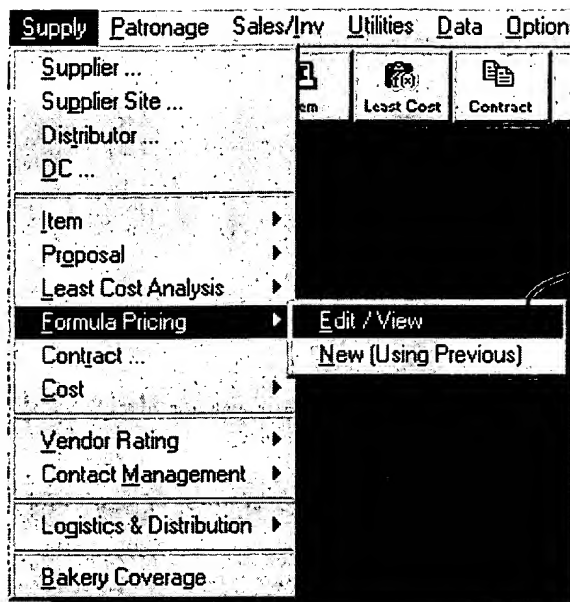 Supply Patronage Sales/Inv Utilities Data Option
Supplier ...
Supplier Site ...
Distributor ...
DC ...
em Least Cost Contract
Item
Proposal
Least Cost Analysis
Formula Pricing
Edit / View
New (Using Previous)
Contract ...
Cost
Vendor Rating
Contact Management
Logistics & Distribution
Bakery Coverage